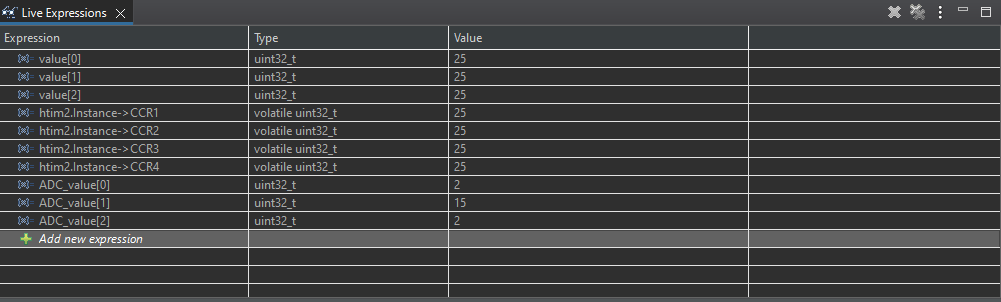 Live Expressions
Expression Type Value
value[0] uint32_t 25
value[1] uint32_t 25
value[2] uint32_t 25
htim2.Instance->CCR1 volatile uint32_t 25
htim2.Instance->CCR2 volatile uint32_t 25
htim2.Instance->CCR3 volatile uint32_t 25
htim2.Instance->CCR4 volatile uint32_t 25
ADC_value[0] uint32_t 2
ADC_value[1] uint32_t 15
ADC_value[2] uint32_t 2
Add new expression